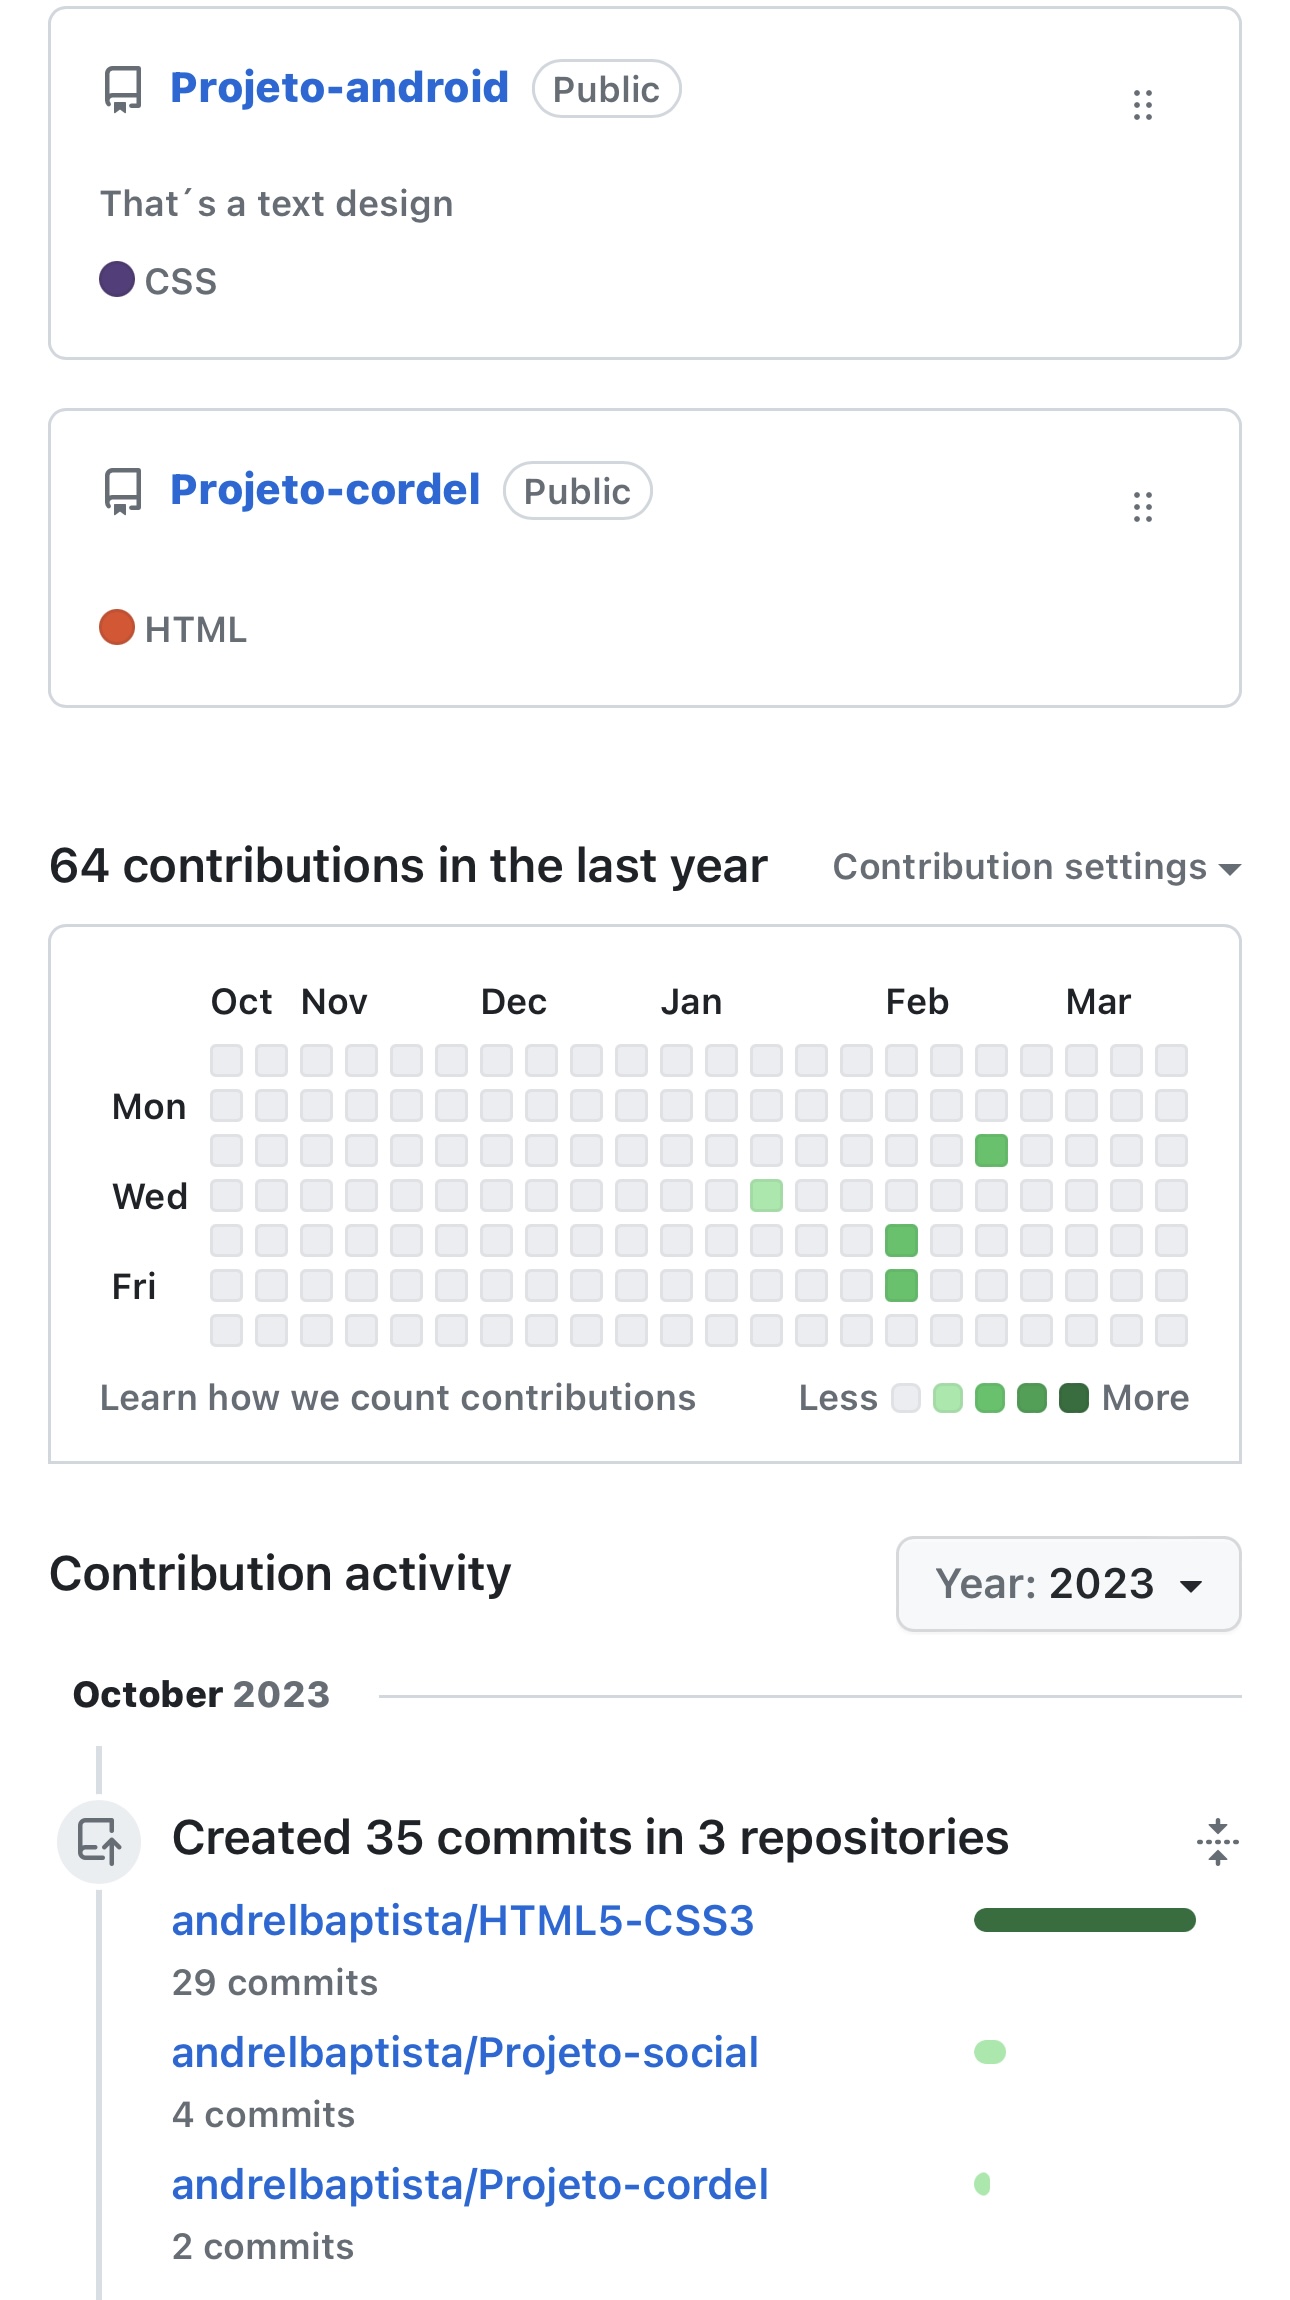 Projeto-android Public
That´s a text design
CSS
Projeto-cordel Public
HTML
64 contributions in the last year Contribution settings
Oct Nov Dec Jan Feb Mar
Mon
Wed
Fri
Learn how we count contributions Less More
Contribution activity Year: 2023
October 2023
Created 35 commits in 3 repositories
andrelbaptista/HTML5-CSS3
29 commits
andrelbaptista/Projeto-social
4 commits
andrelbaptista/Projeto-cordel
2 commits